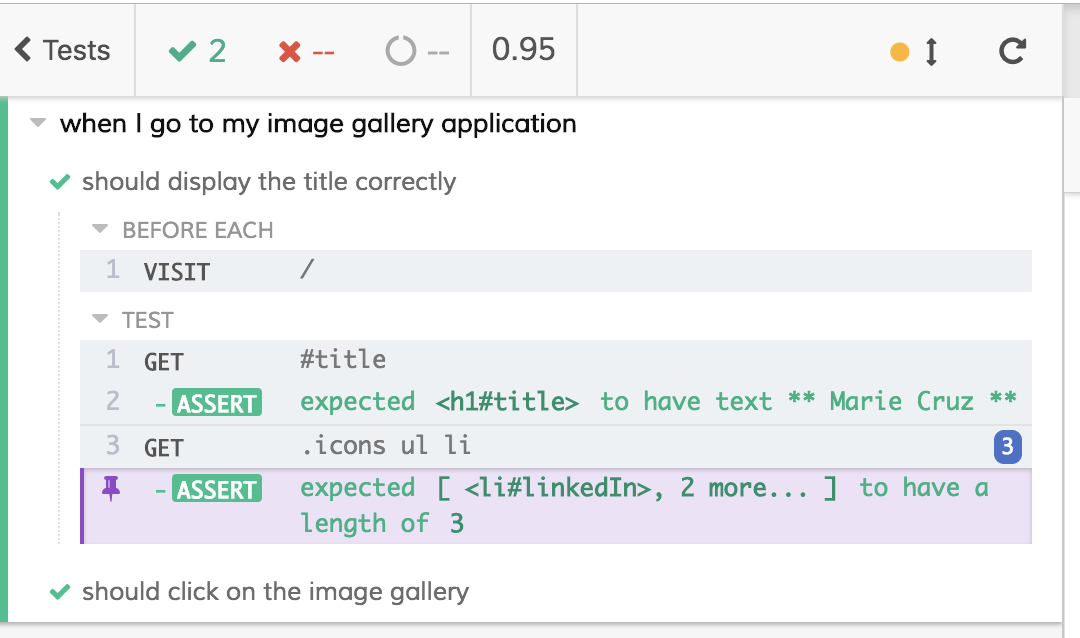 Tests 2 -- -- 0.95
when I go to my image gallery application
should display the title correctly
BEFORE EACH
1 VISIT /
TEST
1 GET #title
2 -ASSERT expected <h1#title> to have text ** Marie Cruz **
3 GET .icons ul li 3
-ASSERT expected [ <li#linkedIn>, 2 more... ] to have a
length of 3
should click on the image gallery